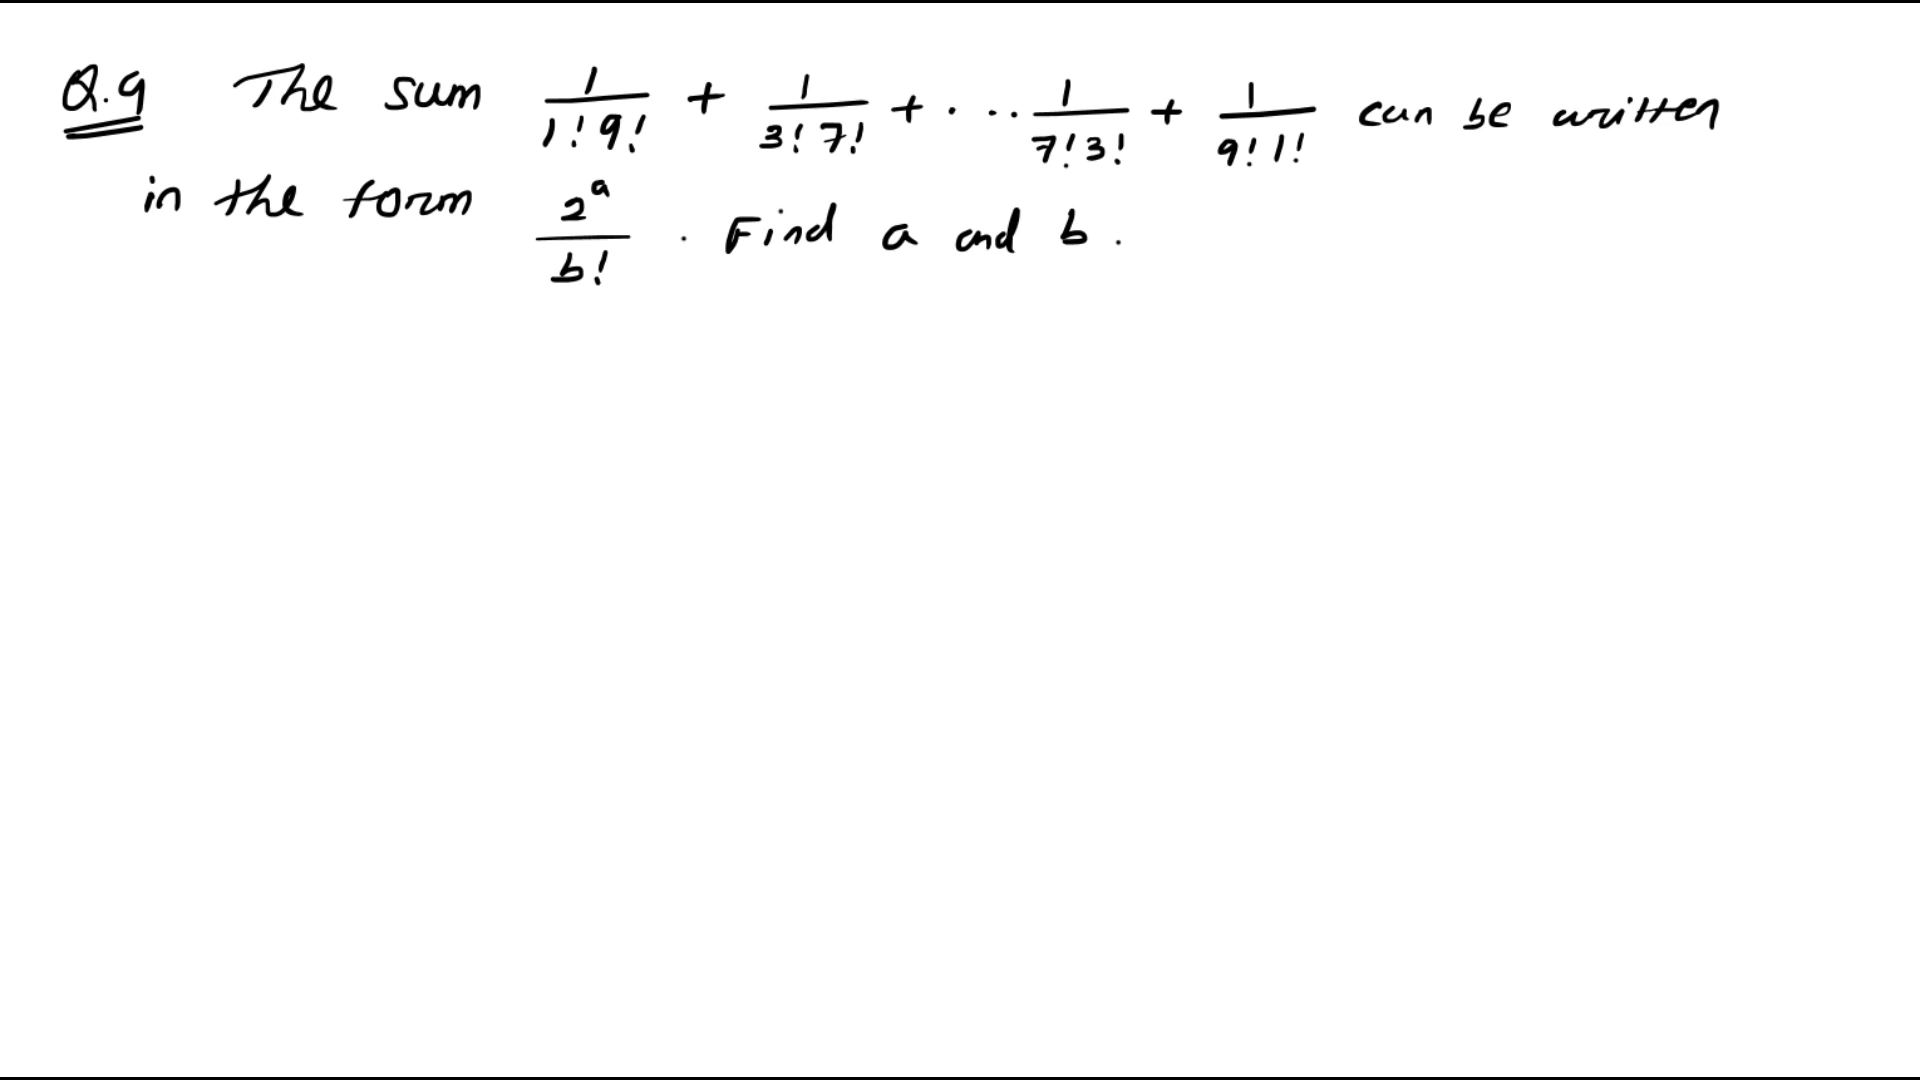 Q.9 The sum 1/(1!9!) + 1/(3!7!) + ... 1/(7!3!) + 1/(9!1!) can be written
in the form 2^a/b! . Find a and b.